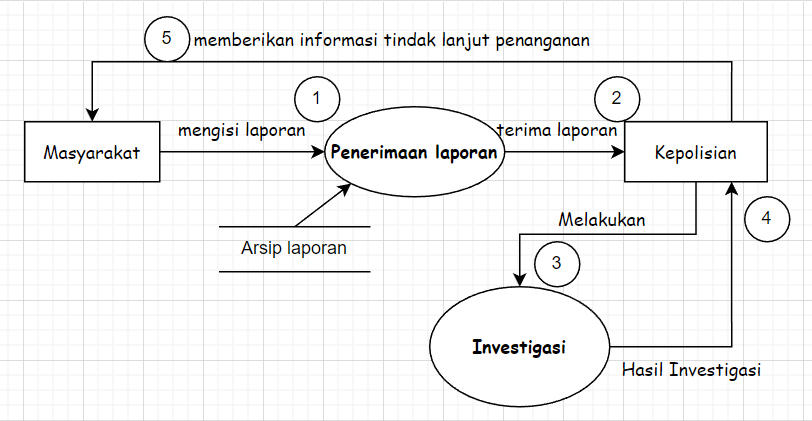 5
memberikan informasi tindak lanjut penanganan
1
2
mengisi laporan
terima laporan
Masyarakat
Penerimaan laporan
Kepolisian
Melakukan
4
Arsip laporan
3
Investigasi
Hasil Investigasi